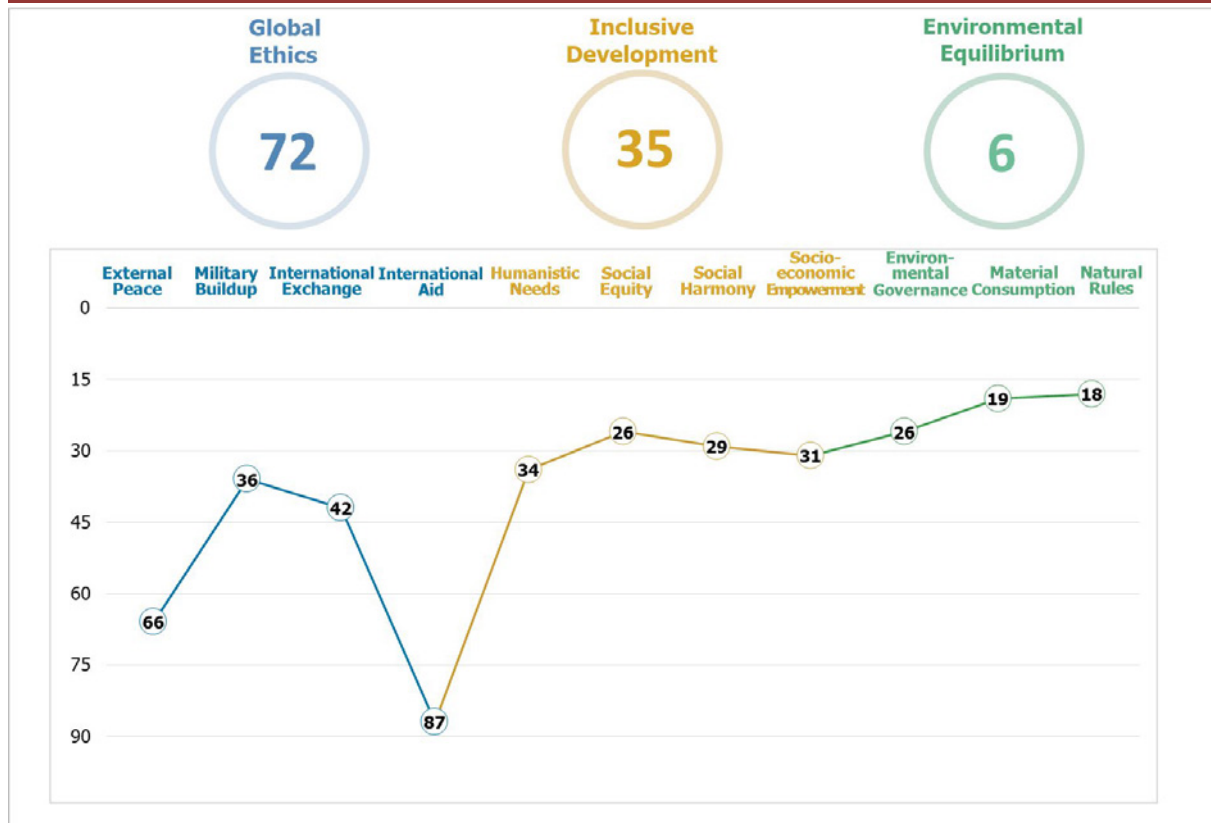 Global
Ethics
72
Inclusive
Development
35
Environmental
Equilibrium
6
External
Peace
Military
Buildup
International
Exchange
International
Aid
Humanistic
Needs
Social
Equity
Social
Harmony
Socio-
economic
Empowerment
Environ-
mental
Governance
Material
Consumption
Natural
Rules
0
15
30
45
60
75
90
66
36
42
87
34
26
29
31
26
19
18